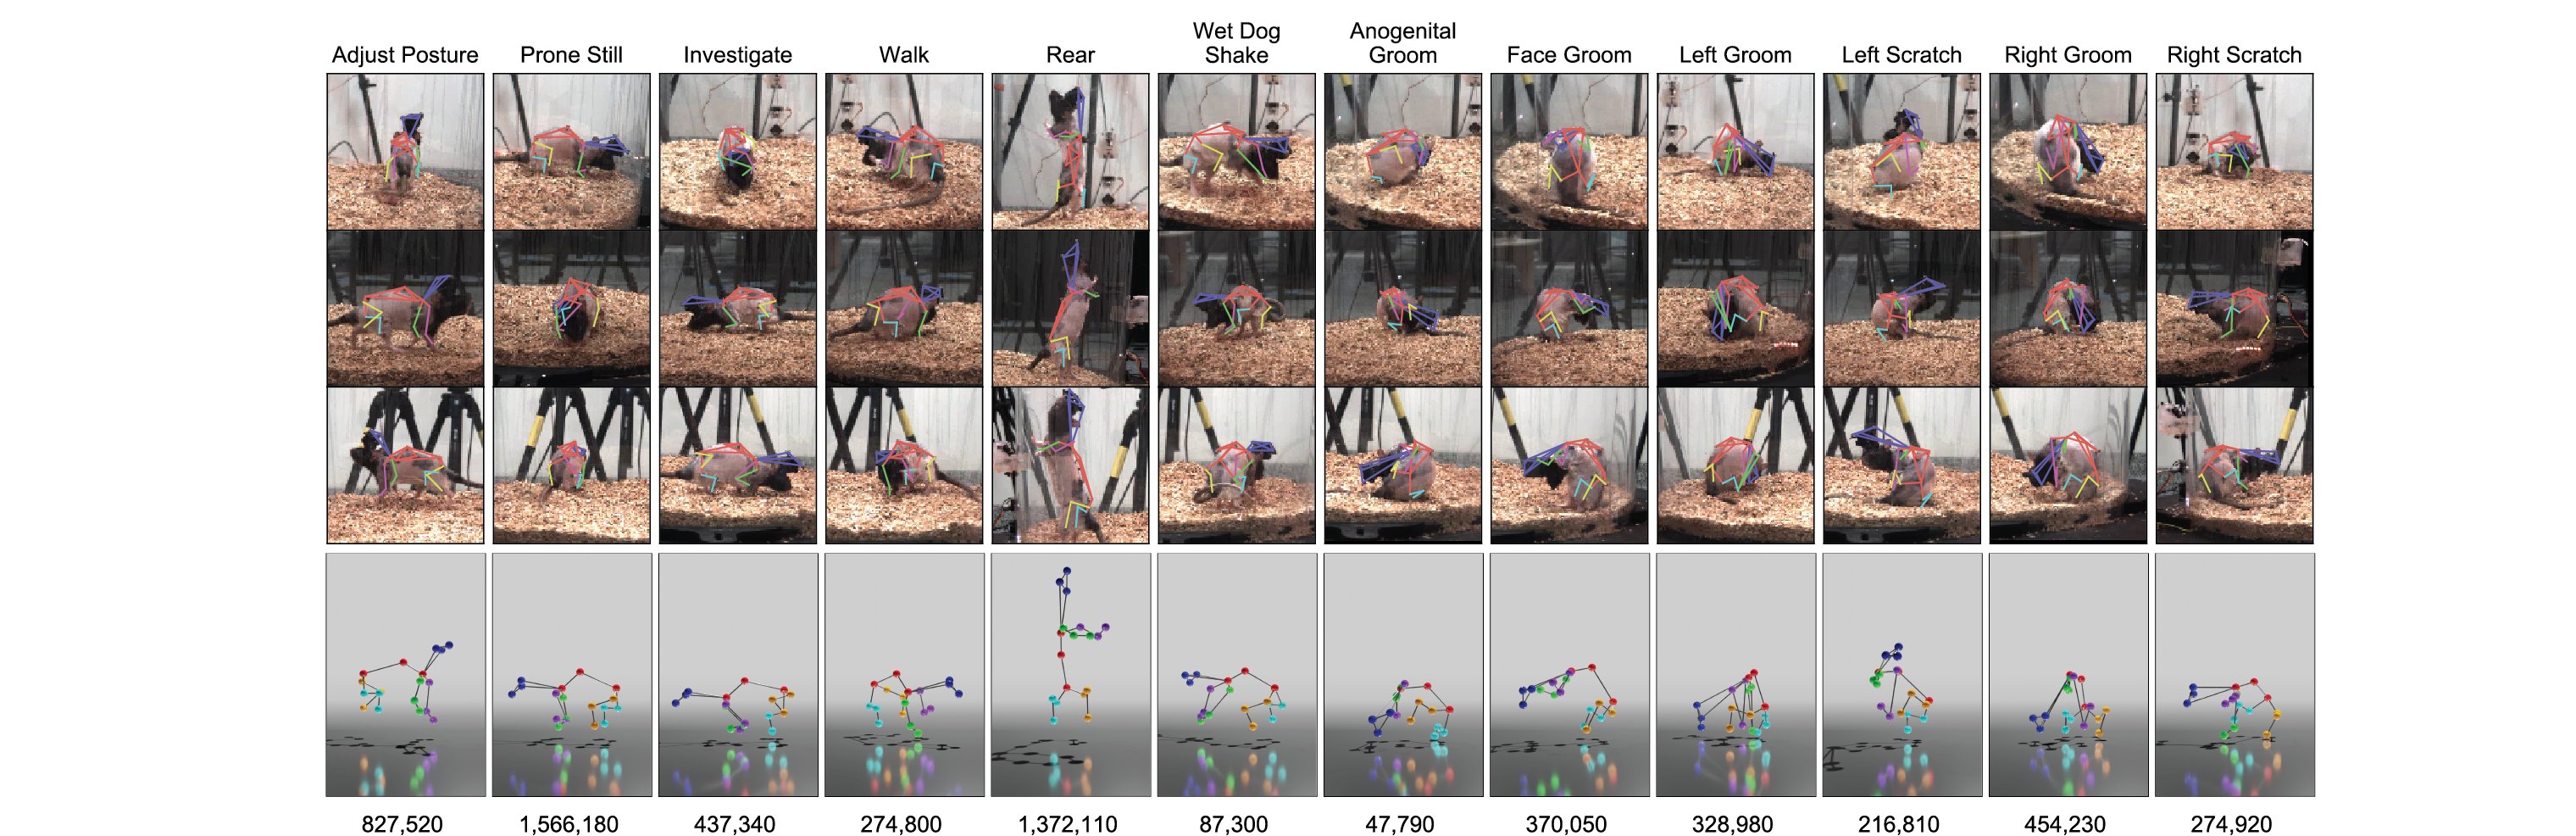 Adjust Posture
Prone Still
Investigate
Walk
Rear
Wet Dog
Shake
Anogenital
Groom
Face Groom
Left Groom
Left Scratch
Right Groom
Right Scratch
827,520
1,566,180
437,340
274,800
1,372,110
87,300
47,790
370,050
328,980
216,810
454,230
274,920